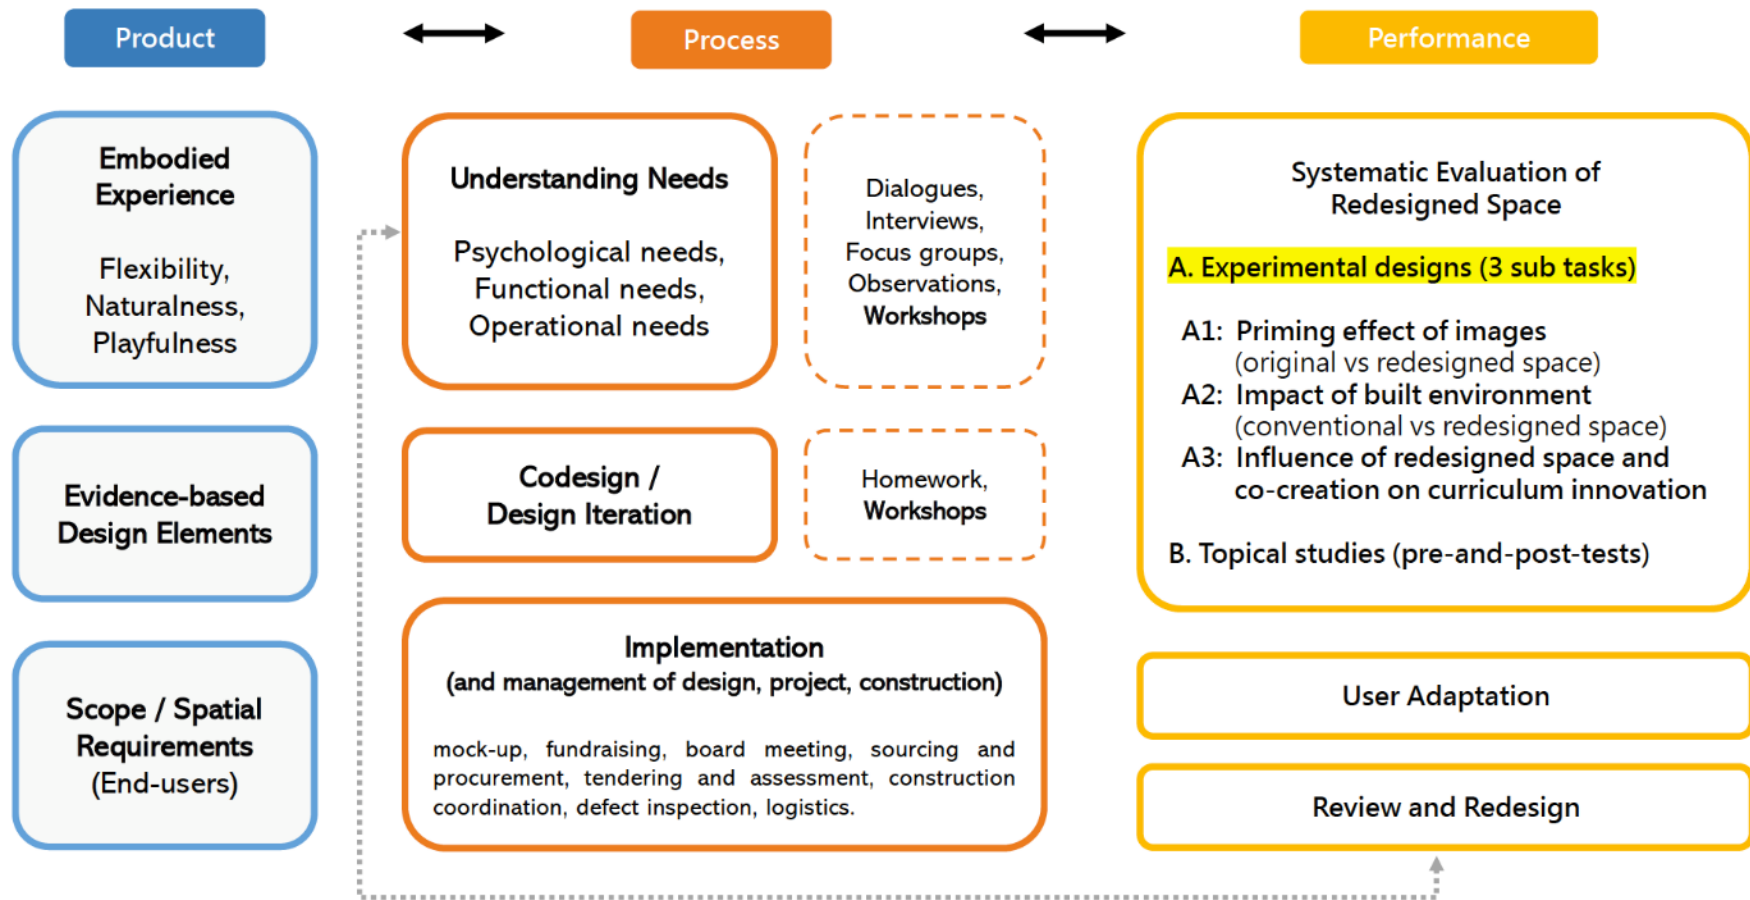 Product
Process
Performance
Embodied
Experience
Flexibility,
Naturalness,
Playfulness
Evidence-based
Design Elements
Scope / Spatial
Requirements
(End-users)
Understanding Needs
Psychological needs,
Functional needs,
Operational needs
Dialogues,
Interviews,
Focus groups,
Observations,
Workshops
Codesign /
Design Iteration
Homework,
Workshops
Implementation
(and management of design, project, construction)
mock-up, fundraising, board meeting, sourcing and
procurement, tendering and assessment, construction
coordination, defect inspection, logistics.
Systematic Evaluation of
Redesigned Space
A. Experimental designs (3 sub tasks)
A1: Priming effect of images
(original vs redesigned space)
A2: Impact of built environment
(conventional vs redesigned space)
A3: Influence of redesigned space and
co-creation on curriculum innovation
B. Topical studies (pre-and-post-tests)
User Adaptation
Review and Redesign